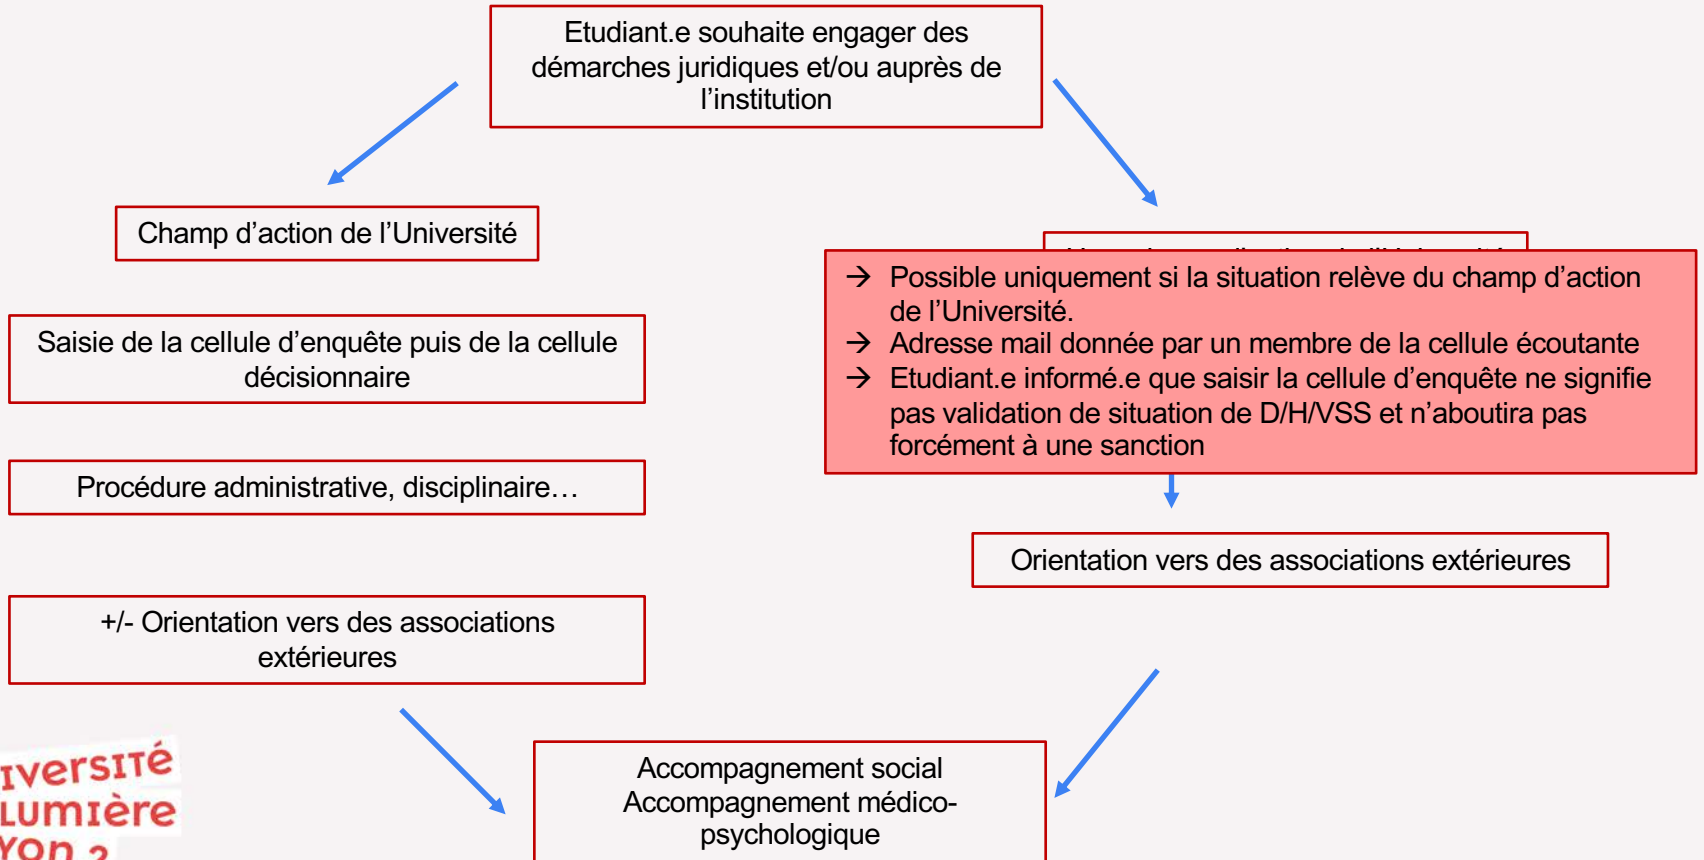 Etudiant.e souhaite engager des
démarches juridiques et/ou auprès de
l’institution
Champ d’action de l’Université
→ Possible uniquement si la situation relève du champ d’action
de l’Université.
→ Adresse mail donnée par un membre de la cellule écoutante
→ Etudiant.e informé.e que saisir la cellule d’enquête ne signifie
pas validation de situation de D/H/VSS et n’aboutira pas
forcément à une sanction
Saisie de la cellule d’enquête puis de la cellule
décisionnaire
Procédure administrative, disciplinaire…
Orientation vers des associations extérieures
+/- Orientation vers des associations
extérieures
Accompagnement social
Accompagnement médico-
psychologique
IVERSITÉ
LUMIÈRE
YON 2